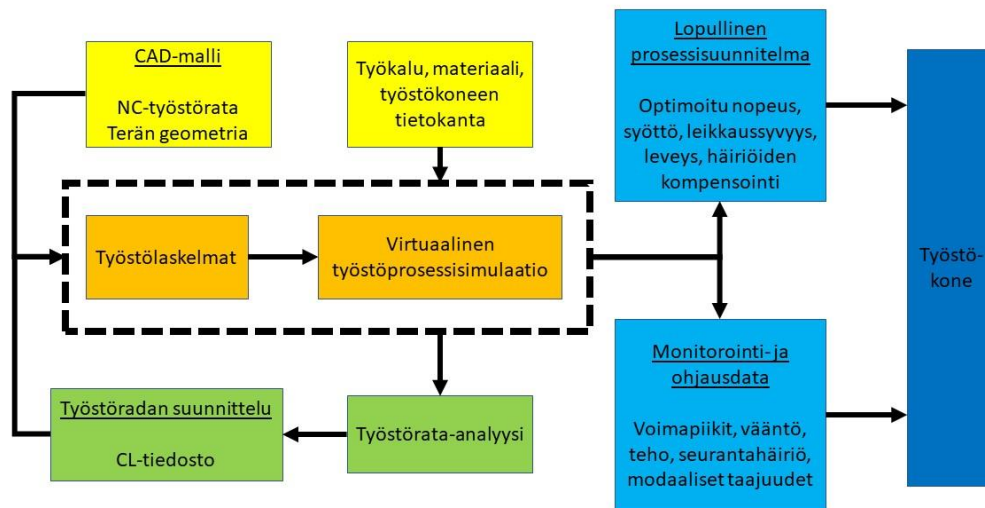 CAD-malli
NC-työstörata
Terän geometria
Työkalu, materiaali,
työstökoneen
tietokanta
Lopullinen
prosessisuunnitelma
Optimoitu nopeus,
syöttö, leikkaussyvyys,
leveys, häiriöiden
kompensointi
Työstö-
kone
Työstölaskelmat
Virtuaalinen
työstöprosessisimulaatio
Monitorointi- ja
ohjausdata
Voimapiikit, vääntö,
teho, seurantahäiriö,
modaaliset taajuudet
Työstöradan suunnittelu
CL-tiedosto
Työstörata-analyysi